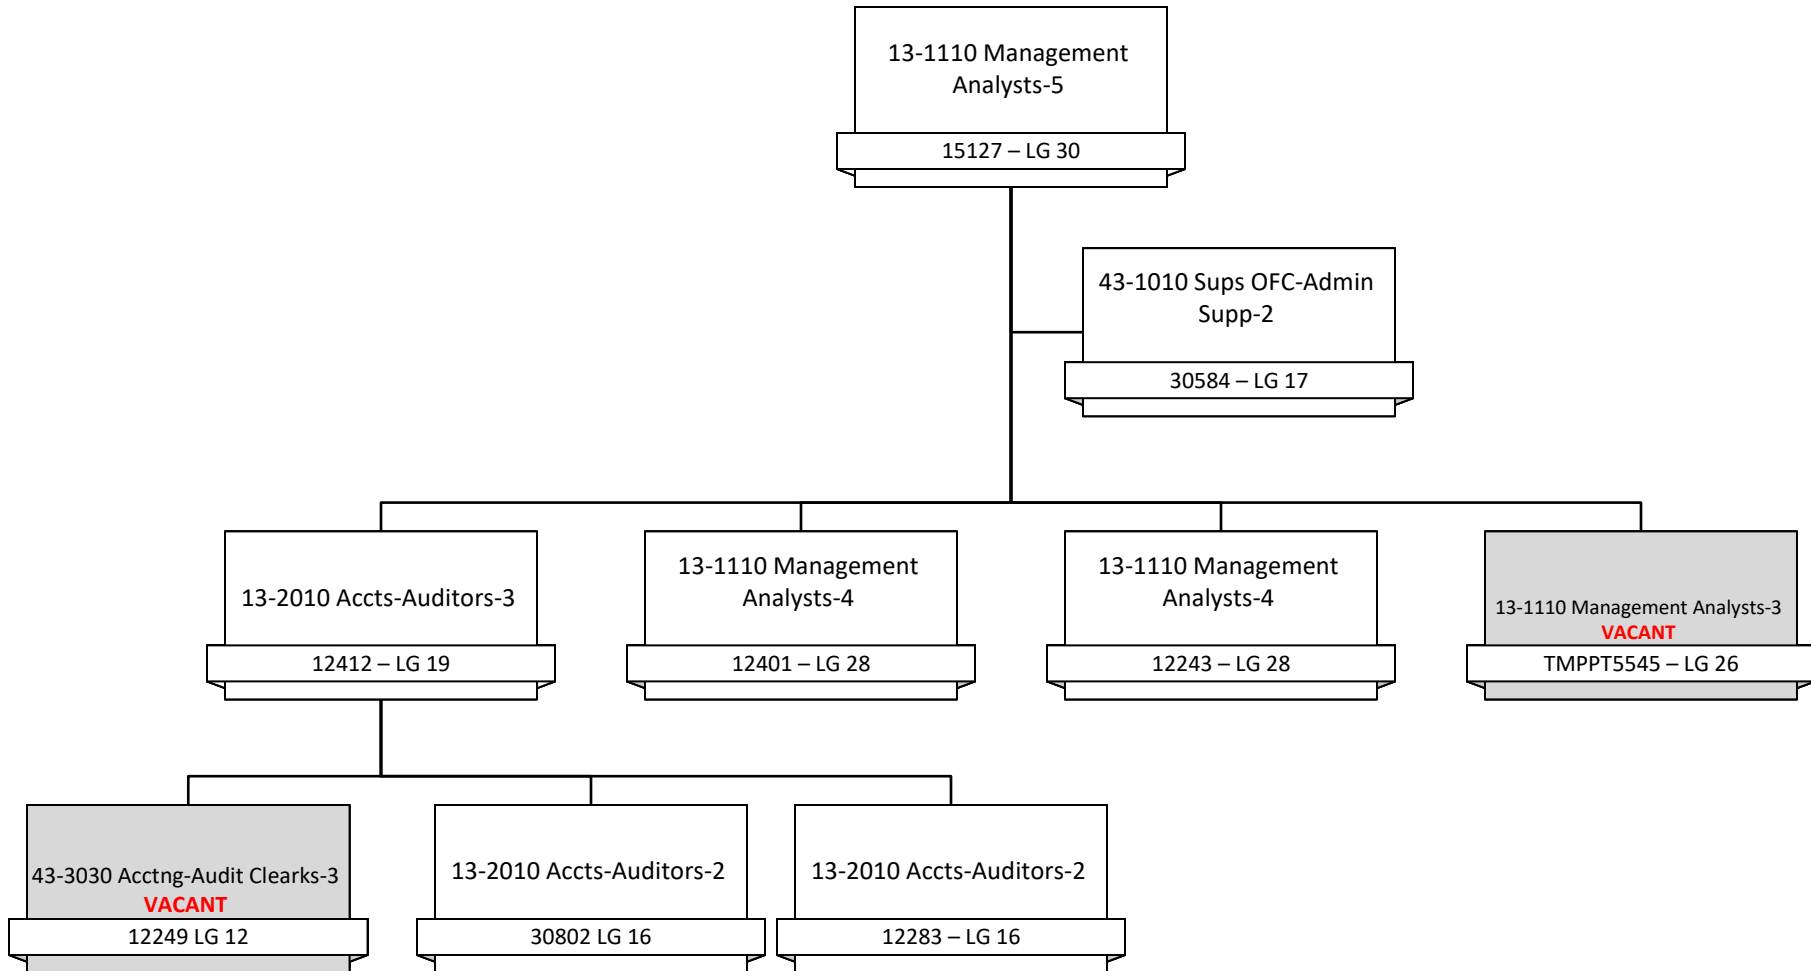 13-1110 Management
Analysts-5
15127 – LG 30
43-1010 Sups OFC-Admin
Supp-2
30584 – LG 17
13-2010 Accts-Auditors-3
12412 – LG 19
13-1110 Management
Analysts-4
12401 – LG 28
13-1110 Management
Analysts-4
12243 – LG 28
13-1110 Management Analysts-3
VACANT
TMPPT5545 – LG 26
43-3030 Acctng-Audit Clearks-3
VACANT
12249 LG 12
13-2010 Accts-Auditors-2
30802 LG 16
13-2010 Accts-Auditors-2
12283 – LG 16